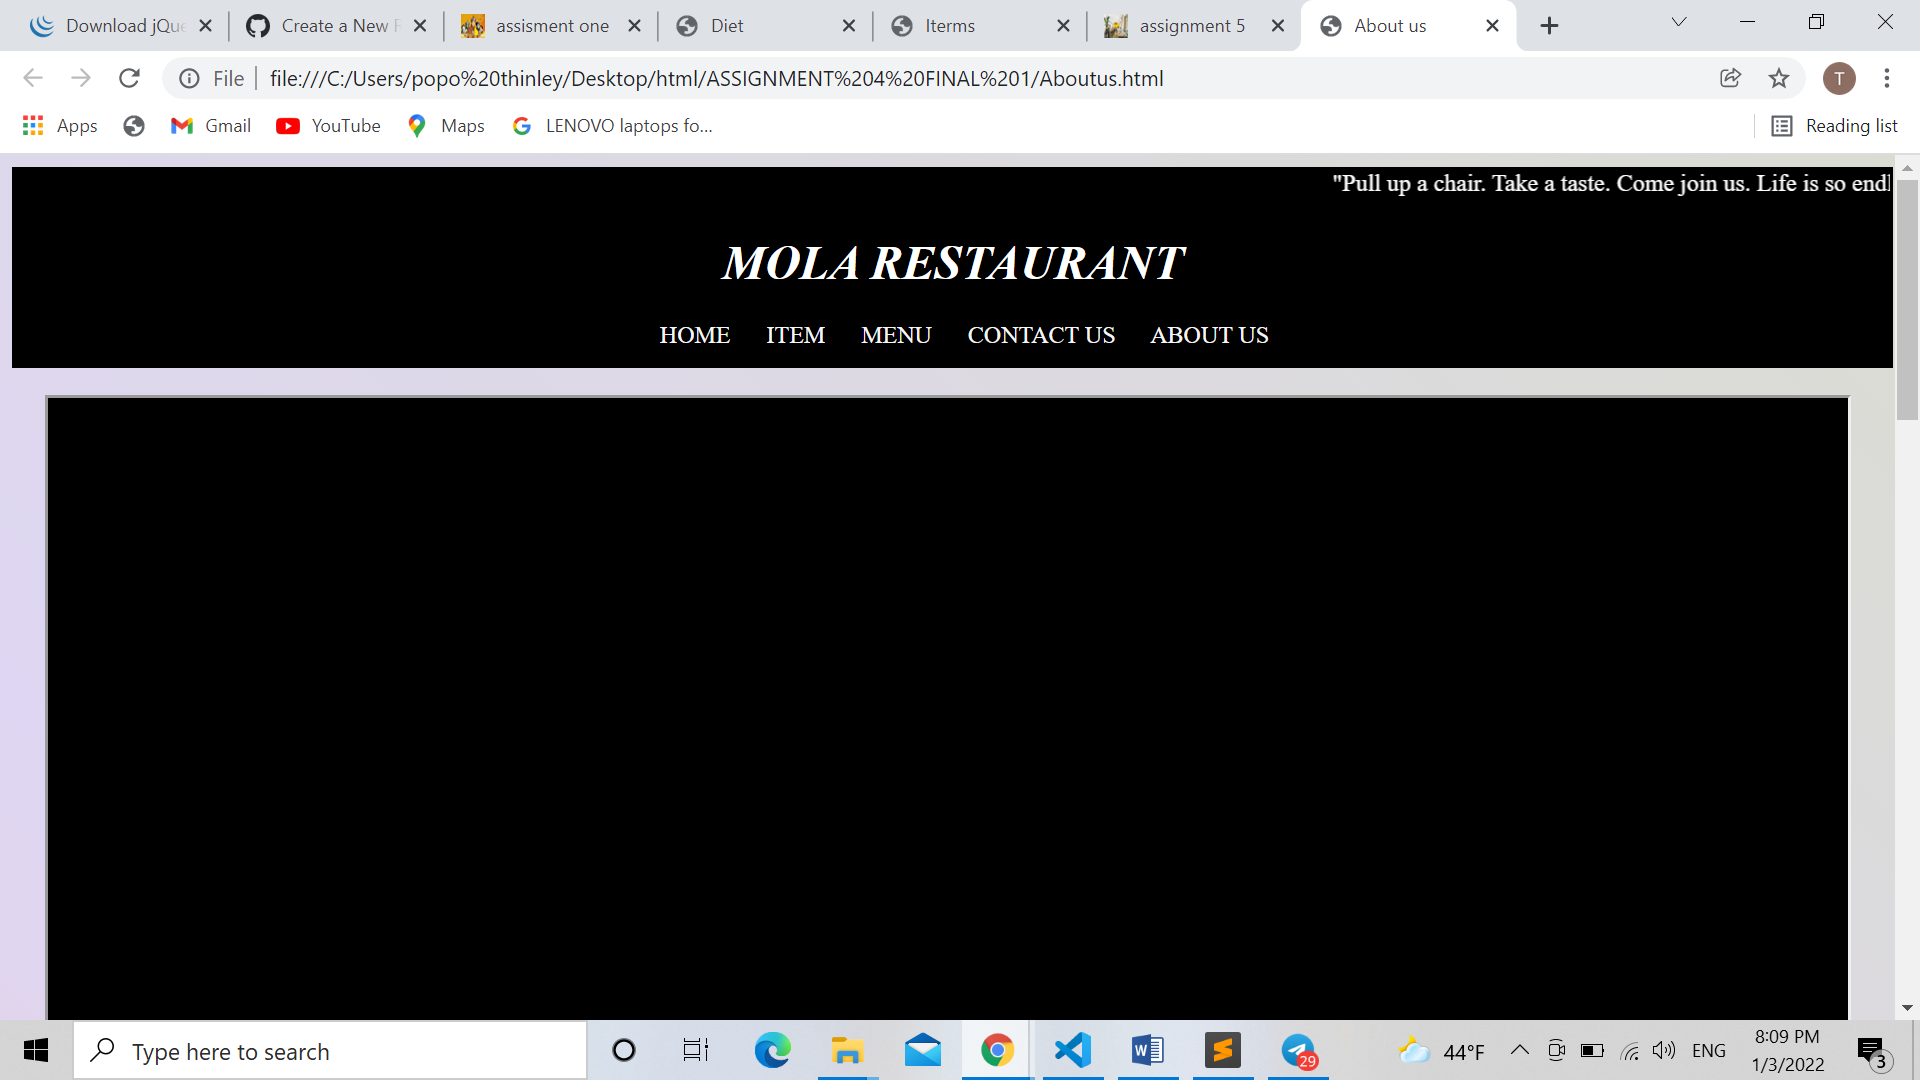 Download jQue
Create a New R
assisment one
Diet
Iterms
assignment 5
About us
File
file:///C:/Users/popo%20thinley/Desktop/html/ASSIGNMENT%204%20FINAL%201/Aboutus.html
T
Apps
Gmail
YouTube
Maps
LENOVO laptops fo...
Reading list
"Pull up a chair. Take a taste. Come join us. Life is so endl
MOLA RESTAURANT
HOME ITEM MENU CONTACT US ABOUT US
Type here to search
29
44°F
ENG
8:09 PM
1/3/2022
3